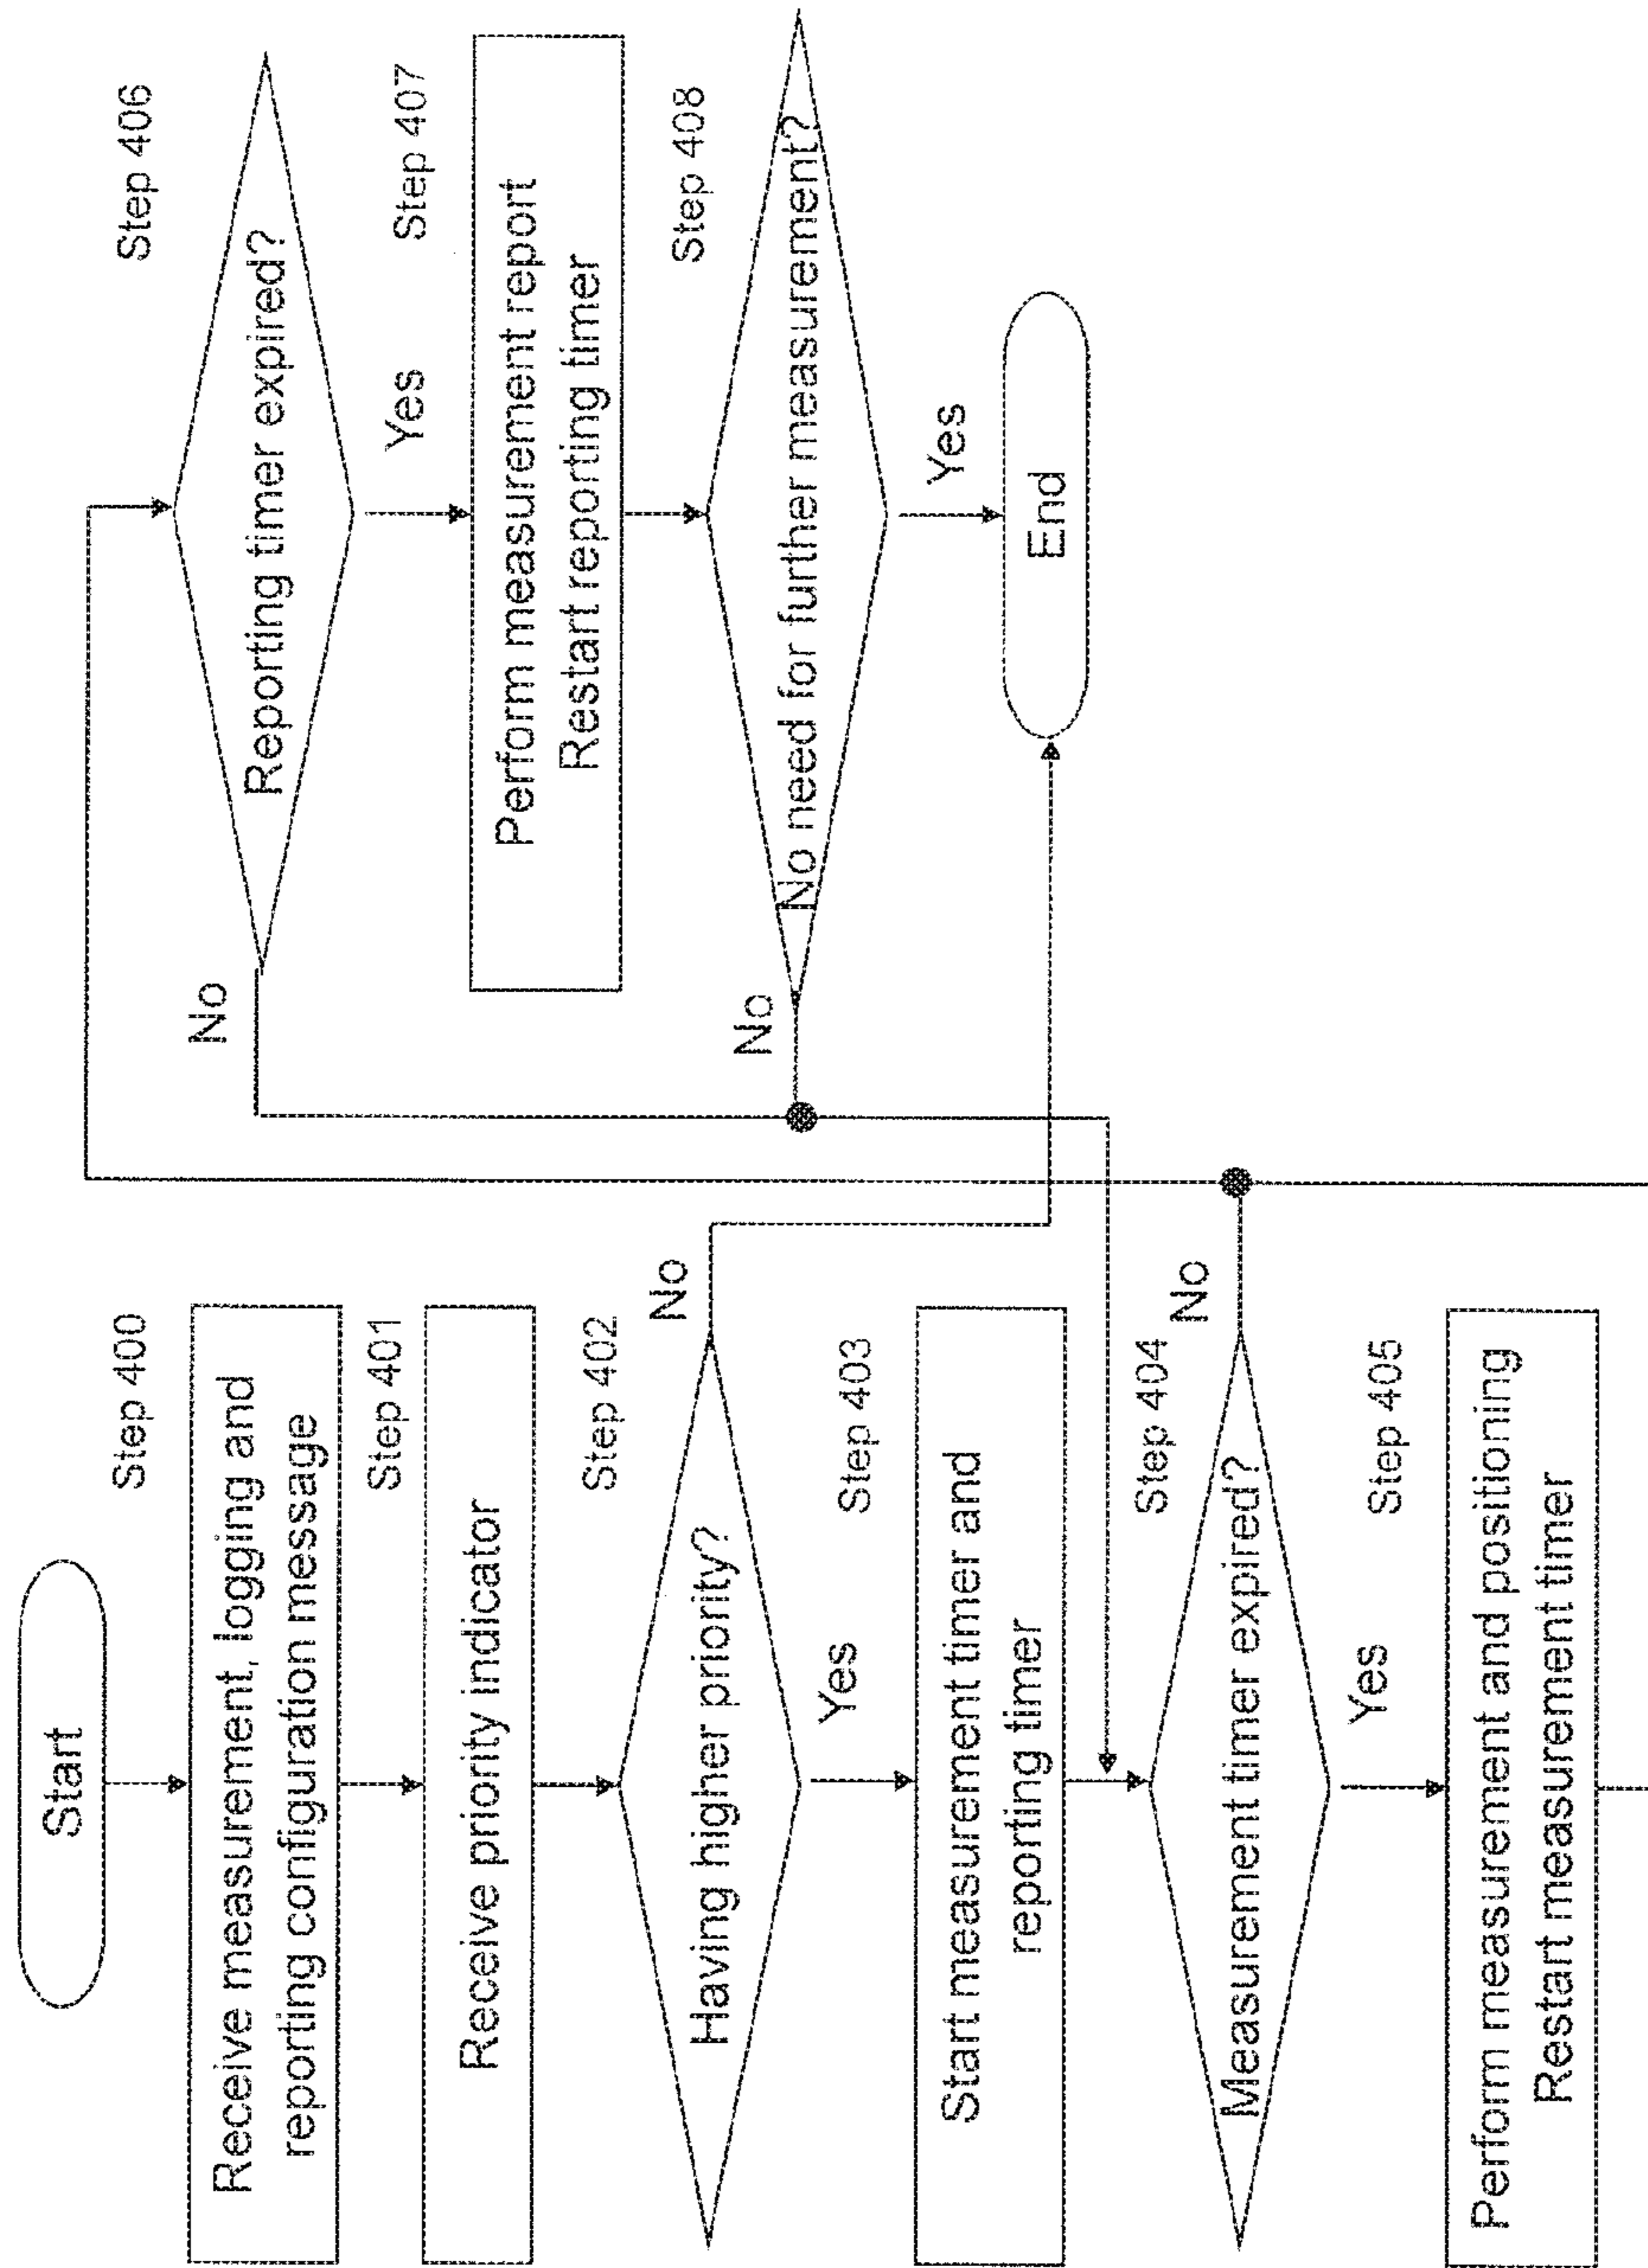 Start
Step 400
Receive measurement, logging and
reporting configuration message
Step 401
Receive priority indicator
Step 402
Having higher priority?
No
Yes
Step 403
Start measurement timer and
reporting timer
Step 404
Measurement timer expired?
No
Yes
Step 405
Perform measurement and positioning
Restart measurement timer
Step 406
Reporting timer expired?
No
Yes
Step 407
Perform measurement report
Restart reporting timer
Step 408
No need for further measurement?
No
Yes
End